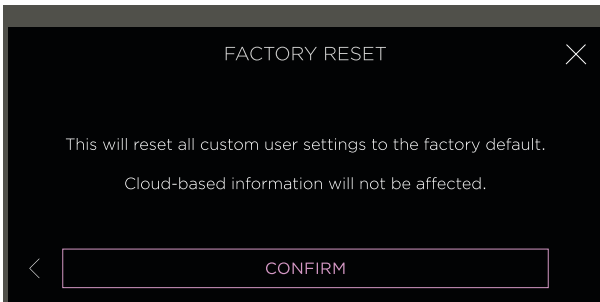 FACTORY RESET
This will reset all custom user settings to the factory default.
Cloud-based information will not be affected.
CONFIRM